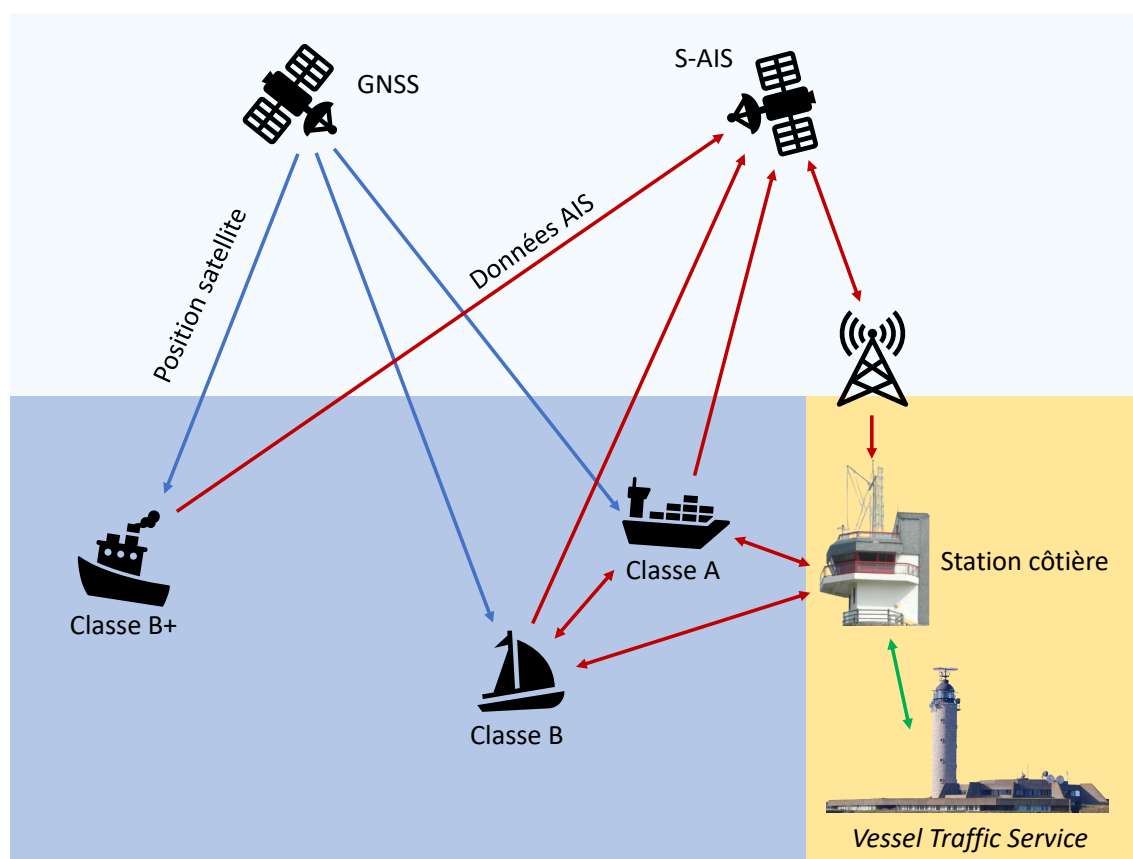 GNSS
S-AIS
Position satellite
Données AIS
Classe B+
Classe A
Classe B
Station côtière
Vessel Traffic Service